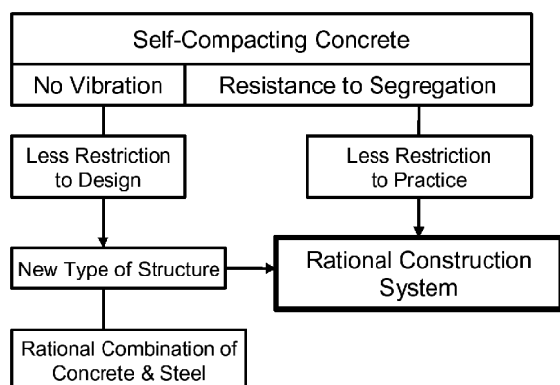 Self-Compacting Concrete
No Vibration
Resistance to Segregation
Less Restriction
to Design
Less Restriction
to Practice
New Type of Structure
Rational Construction
System
Rational Combination of
Concrete & Steel